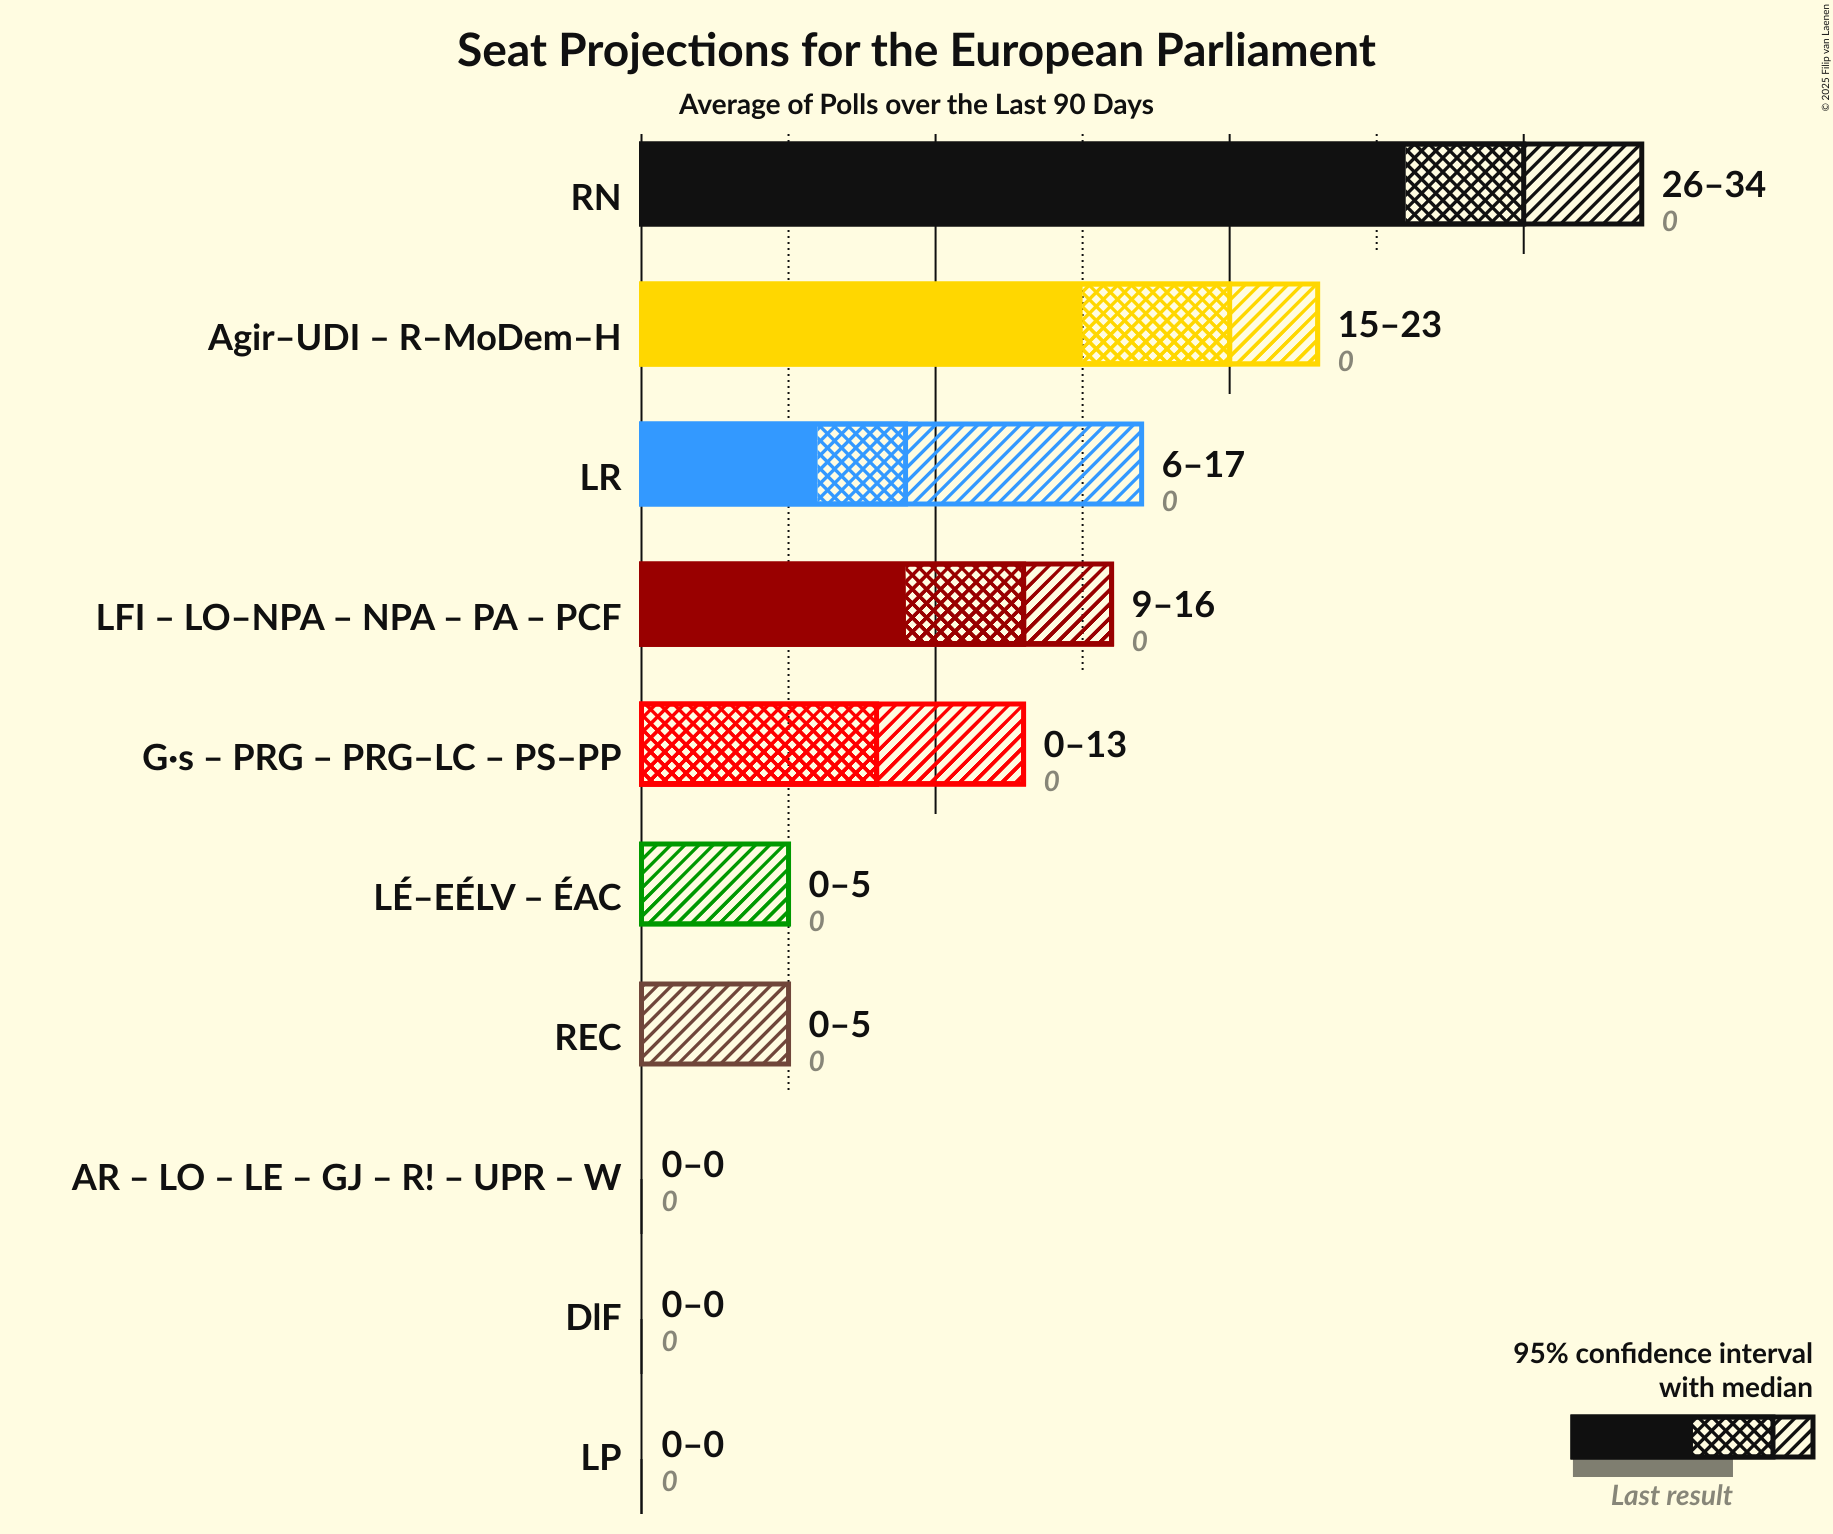 Seat Projections for the European Parliament
Average of Polls over the Last 90 Days
© 2025 Filip van Laenen
RN
26–34
0
Agir–UDI – R–MoDem–H
15–23
0
LR
6–17
0
LFI – LO–NPA – NPA – PA – PCF
9–16
0
G·s – PRG – PRG–LC – PS–PP
0–13
0
LÉ–EÉLV – ÉAC
0–5
0
REC
0–5
0
AR – LO – LE – GJ – R! – UPR – W
0–0
0
DIF
0–0
0
LP
0–0
0
95% confidence interval
with median
Last result